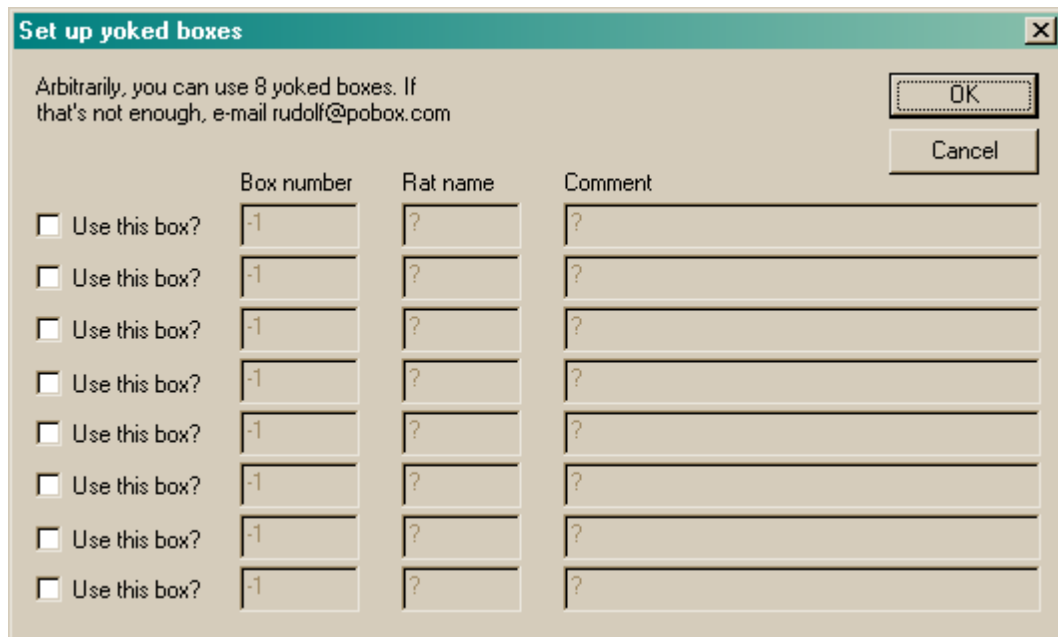 Set up yoked boxes
Arbitrarily, you can use 8 yoked boxes. If
that's not enough, e-mail rudolf@pobox.com
OK
Cancel
Box number Rat name Comment
Use this box? -1 ? ?
Use this box? -1 ? ?
Use this box? -1 ? ?
Use this box? -1 ? ?
Use this box? -1 ? ?
Use this box? -1 ? ?
Use this box? -1 ? ?
Use this box? -1 ? ?